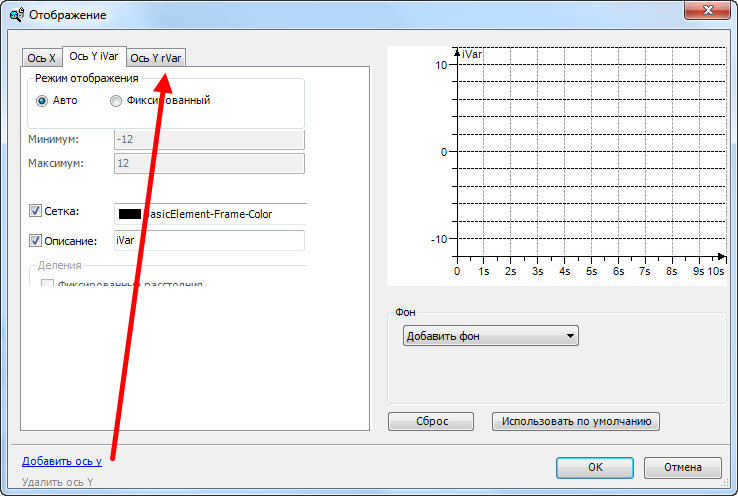 Отображение
Ось X Ось Y iVar Ось Y rVar
Режим отображения
Авто Фиксированный
Минимум: -12
Максимум: 12
Сетка: BasicElement-Frame-Color
Описание: iVar
Деления
Фиксированные расстояния
iVar
10
0
-10
0 1s 2s 3s 4s 5s 6s 7s 8s 9s 10s
Фон
Добавить фон
Сброс Использовать по умолчанию
Добавить ось y
Удалить ось Y
OK Отмена